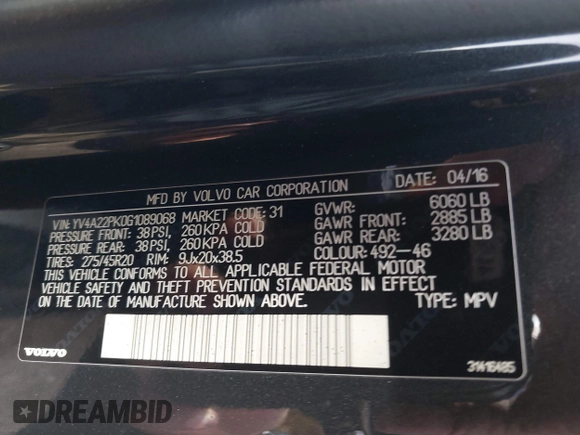 MFD BY VOLVO CAR CORPORATION DATE: 04/16
VIN: YV4A22PK0G1089068 MARKET CODE: 31 GVWR: 6060 LB
PRESSURE FRONT: 38PSI, 260KPA COLD GAWR FRONT: 2885 LB
PRESSURE REAR: 38PSI, 260KPA COLD GAWR REAR: 3280 LB
TIRES: 275/45R20 RIM: 9Jx20x38.5 COLOUR: 492-46
THIS VEHICLE CONFORMS TO ALL APPLICABLE FEDERAL MOTOR
VEHICLE SAFETY AND THEFT PREVENTION STANDARDS IN EFFECT
ON THE DATE OF MANUFACTURE SHOWN ABOVE. TYPE: MPV
VOLVO 31416485
DREAMBID